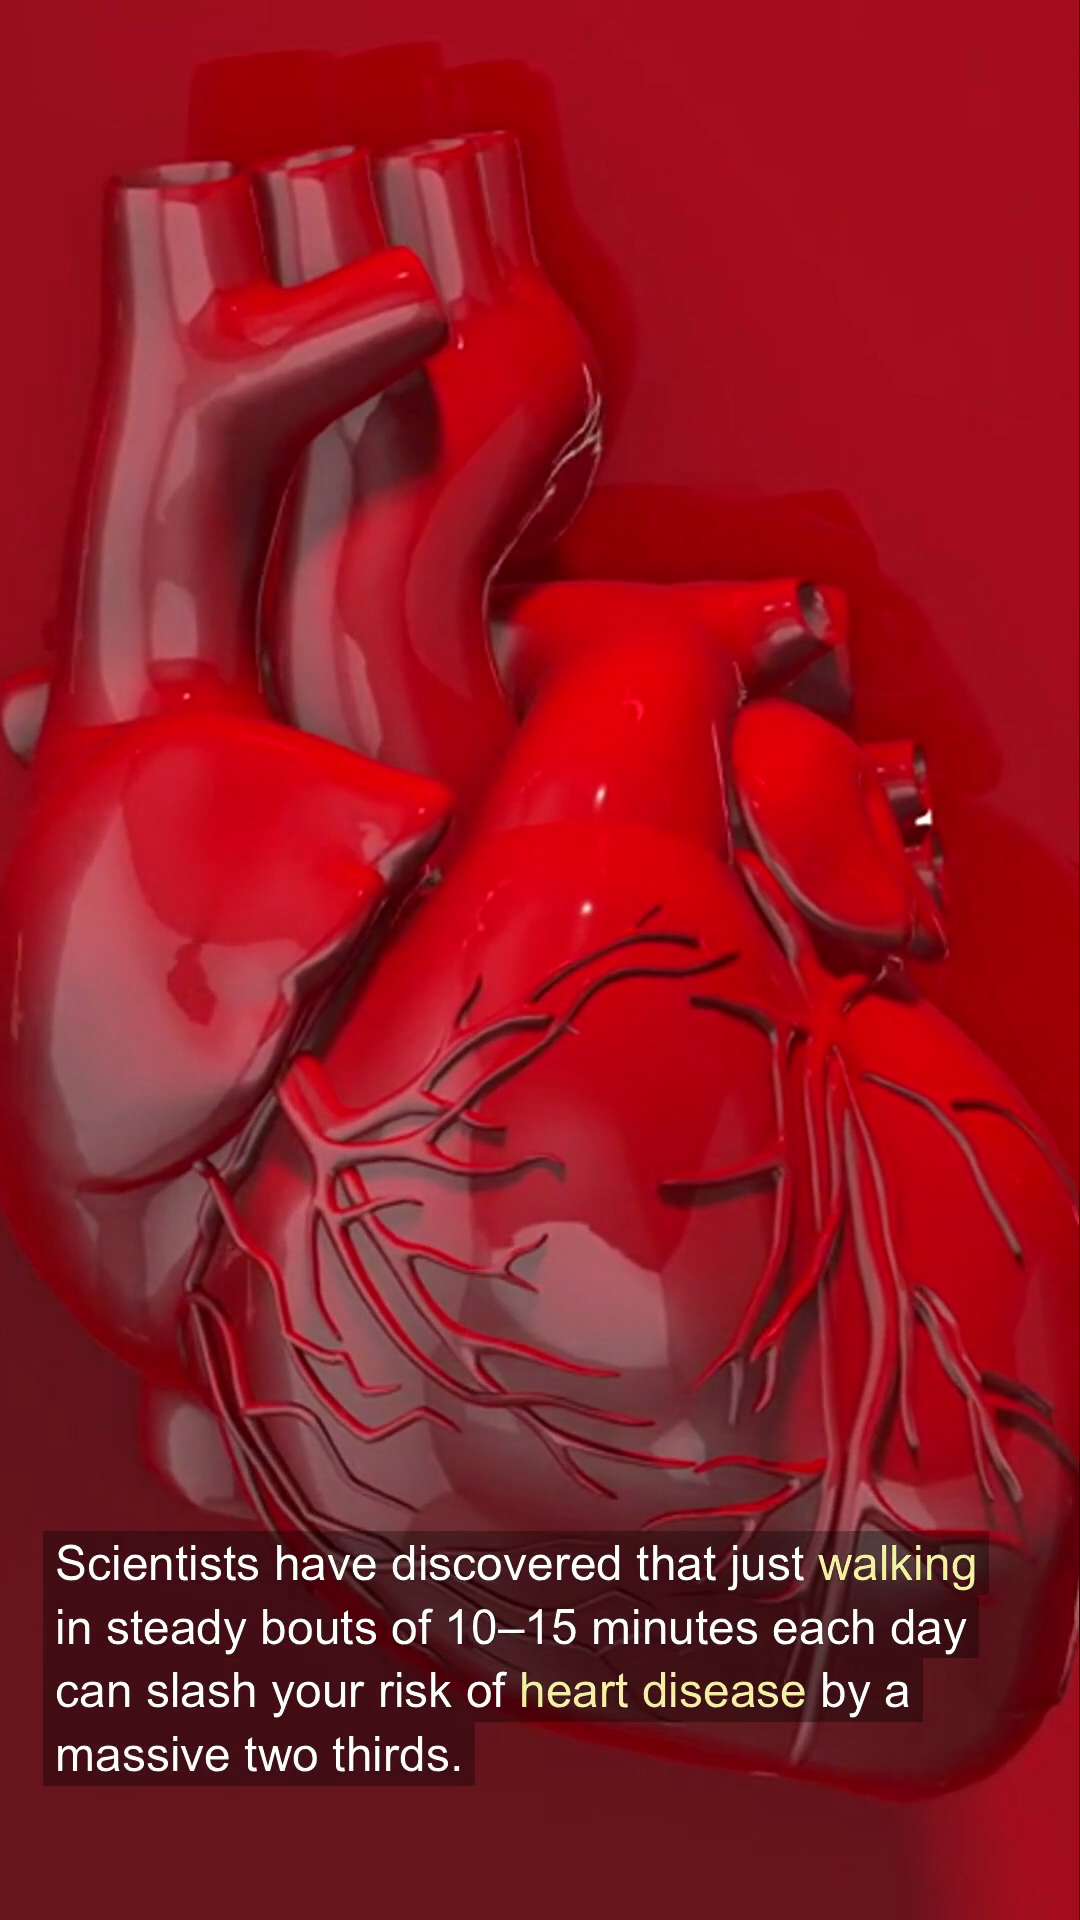 Scientists have discovered that just walking
in steady bouts of 10–15 minutes each day
can slash your risk of heart disease by a
massive two thirds.